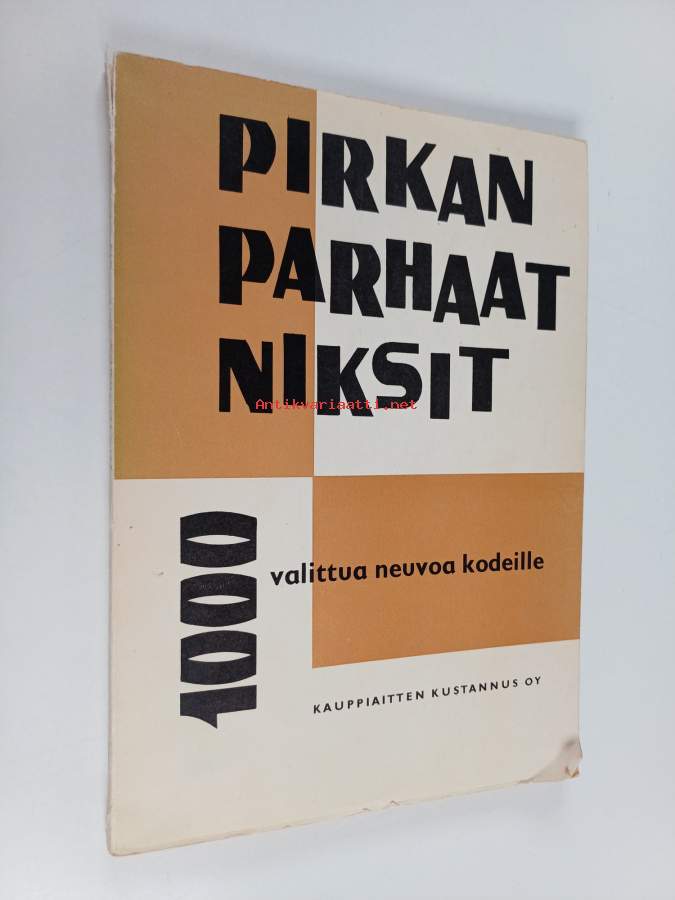 PIRKAN
PARHAAT
NIKSIT
Antikvariaatti.net
1000
valittua neuvoa kodeille
KAUPPIAITTEN KUSTANNUS OY